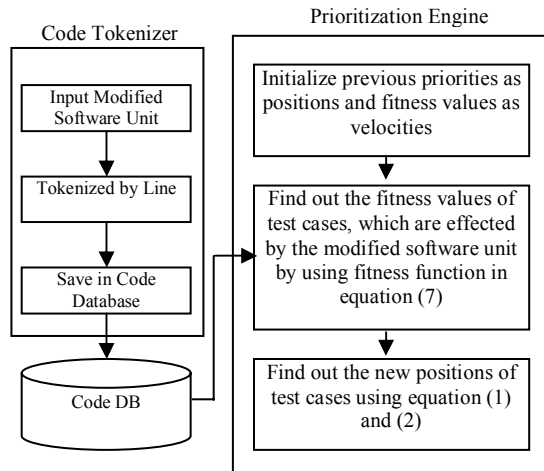 Code Tokenizer
Input Modified
Software Unit
Tokenized by Line
Save in Code
Database
Code DB
Prioritization Engine
Initialize previous priorities as
positions and fitness values as
velocities
Find out the fitness values of
test cases, which are effected
by the modified software unit
by using fitness function in
equation (7)
Find out the new positions of
test cases using equation (1)
and (2)